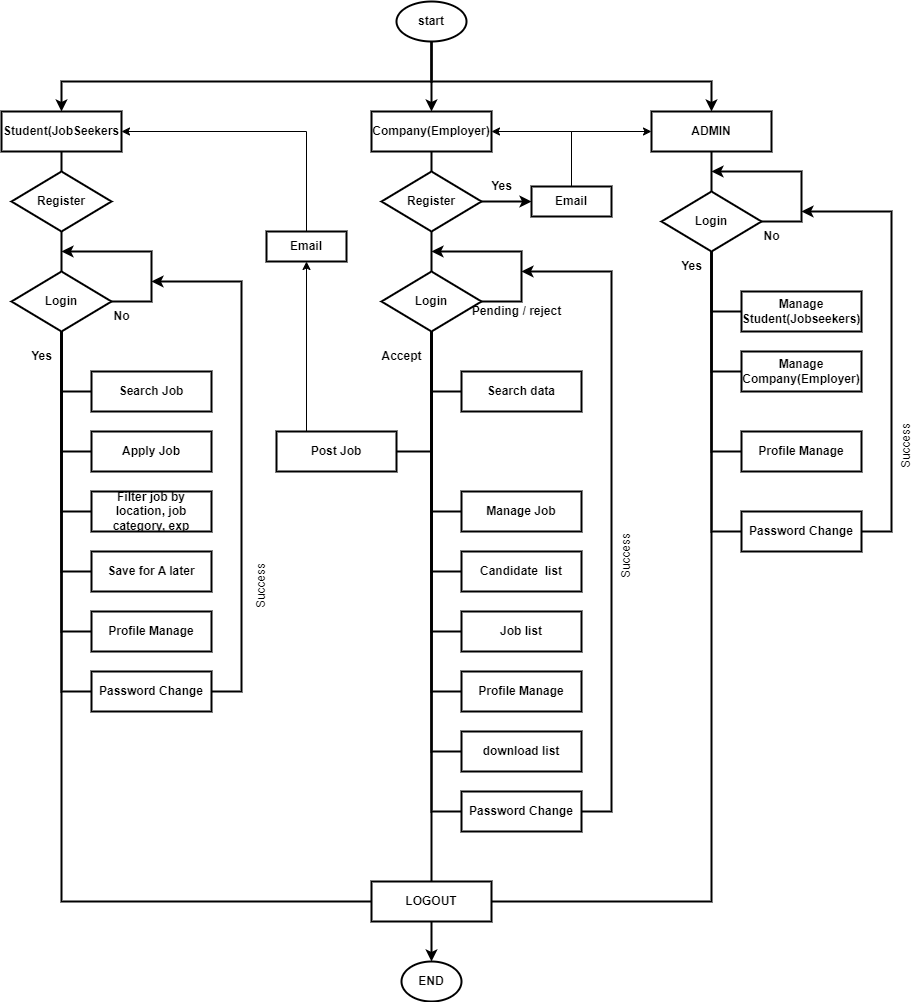 start
Student(JobSeekers
Company(Employer)
ADMIN
Register
Register
Yes
Email
Login
No
Email
Yes
Login
No
Login
Pending / reject
Manage
Student(Jobseekers)
Yes
Accept
Manage
Company(Employer)
Search Job
Search data
Apply Job
Post Job
Profile Manage
Success
Filter job by
location, job
category, exp
Manage Job
Password Change
Save for A later
Success
Candidate  list
Success
Profile Manage
Job list
Password Change
Profile Manage
download list
Password Change
LOGOUT
END